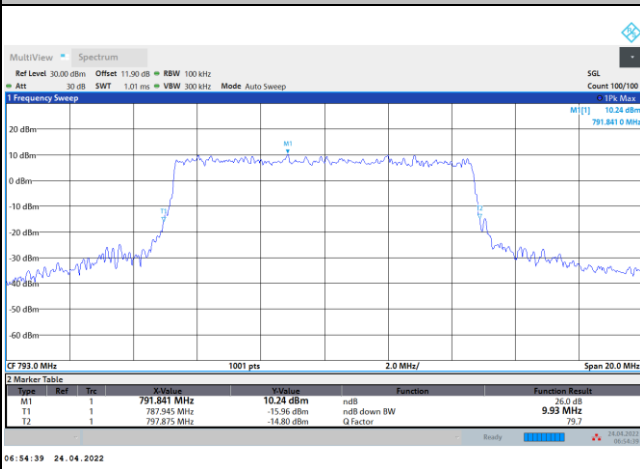 MultiView Spectrum
Ref Level 30.00 dBm Offset 11.90 dB RBW 100 kHz SGL
Att 30 dB SWT 1.01 ms VBW 300 kHz Mode Auto Sweep Count 100/100
1 Frequency Sweep 1Pk Max
M1[1] 10.24 dBm
791.841 0 MHz
20 dBm
M1
10 dBm
0 dBm
-10 dBm
T1 T2
-20 dBm
-30 dBm
-40 dBm
-50 dBm
-60 dBm
CF 793.0 MHz 1001 pts 2.0 MHz/ Span 20.0 MHz
2 Marker Table
Type Ref Trc X-Value Y-Value Function Function Result
M1 1 791.841 MHz 10.24 dBm ndB 26.0 dB
T1 1 787.945 MHz -15.96 dBm ndB down BW 9.93 MHz
T2 1 797.875 MHz -14.80 dBm Q Factor 79.7
Ready 24.04.2022
06:54:39
06:54:39 24.04.2022